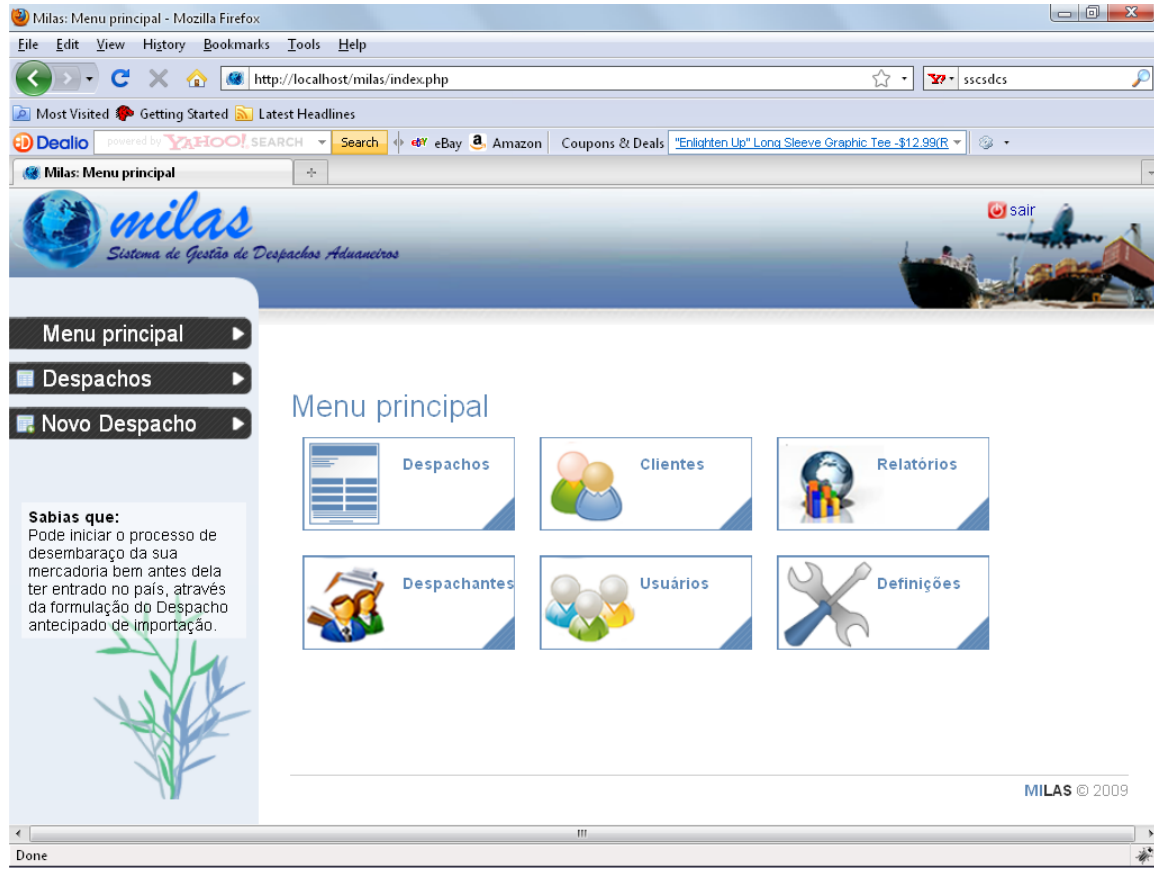 Milas: Menu principal - Mozilla Firefox
File Edit View History Bookmarks Tools Help
http://localhost/milas/index.php
sscsdcs
Most Visited Getting Started Latest Headlines
Dealio powered by YAHOO! SEARCH Search eBay Amazon Coupons & Deals "Enlighten Up" Long Sleeve Graphic Tee -$12.99(R
Milas: Menu principal
milas
Sistema de Gestão de Despachos Aduaneiros
sair
Menu principal
Despachos
Novo Despacho
Sabias que:
Pode iniciar o processo de
desembaraço da sua
mercadoria bem antes dela
ter entrado no país, através
da formulação do Despacho
antecipado de importação.
Menu principal
Despachos Clientes Relatórios
Despachantes Usuários Definições
MILAS © 2009
Done